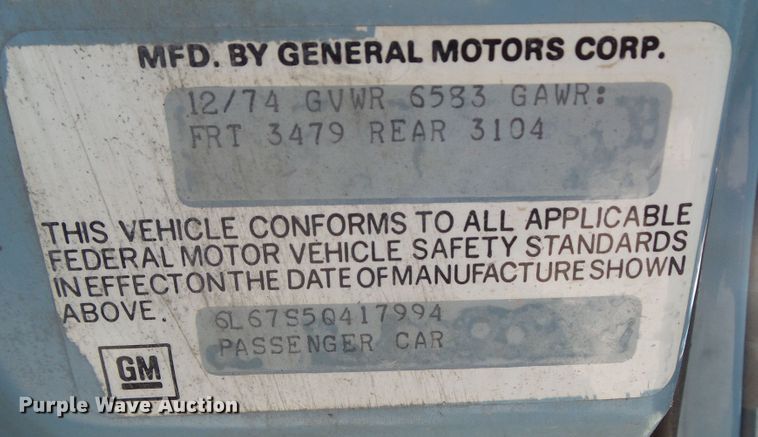 MFD. BY GENERAL MOTORS CORP.
12/74 GVWR 6583 GAWR:
FRT 3479 REAR 3104
THIS VEHICLE CONFORMS TO ALL APPLICABLE
FEDERAL MOTOR VEHICLE SAFETY STANDARDS
IN EFFECT ON THE DATE OF MANUFACTURE SHOWN
ABOVE.
6L67S5Q417994
PASSENGER CAR
GM
Purple Wave Auction